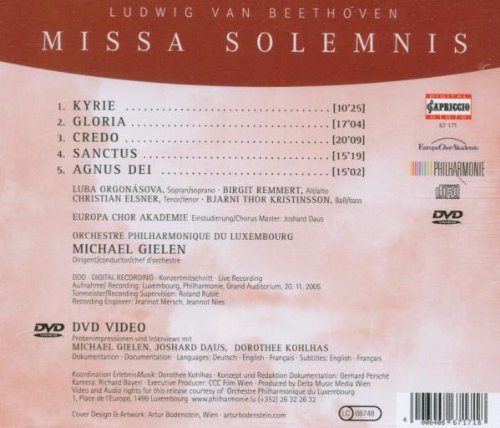 LUDWIG VAN BEETHOVEN
MISSA SOLEMNIS
1. KYRIE [10'25]
2. GLORIA [17'04]
3. CREDO [20'09]
4. SANCTUS [15'19]
5. AGNUS DEI [15'02]
LUBA ORGONÁSOVA, Sopran/soprano · BIRGIT REMMERT, Alt/alto
CHRISTIAN ELSNER, Tenor/tenor · BJARNI THOR KRISTINSSON, Baß/bass
EUROPA CHOR AKADEMIE Einstudierung/Chorus Master: Joshard Daus
ORCHESTRE PHILHARMONIQUE DU LUXEMBOURG
MICHAEL GIELEN
Dirigent/conductor/chef d'orchestre
DDD · DIGITAL RECORDING · Konzertmitschnitt · Live Recording
Aufnahme/ Recording: Luxembourg, Philharmonie, Grand Auditorium, 20. 11. 2005
Tonmeister/Recording Supervision: Roland Rublé
Recording Engineer: Jeannot Mersch, Jeannot Nies
DIGITAL
CAPRICCIO
67 171
EuropaChorAkademie
PHILHARMONIE
DVD
VIDEO
DVD
VIDEO
DVD VIDEO
Probenimpressionen und Interviews mit
MICHAEL GIELEN, JOSHARD DAUS, DOROTHEE KOHLHAS
Dokumentation · Documentation · Languages: Deutsch · English · Français · Subtitles: English · Français
Koordination ErlebnisMusik: Dorothee Kohlhas · Konzept und Redaktion Dokumentation: Gerhard Persché
Kamera: Richard Bayerl · Executive Producer: CCC Film Wien · Produced by Delta Music Media Wien
Video and Audio rights for this release courtesy of Orchestre Philharmonique du Luxembourg
1, Place de l'Europe, 1499 Luxembourg www.philharmonie.lu / (+352) 26 32 26 32
Cover Design & Artwork: Artur Bodenstein, Wien · arturbodenstein.com
LC 08748
4 006408 671718